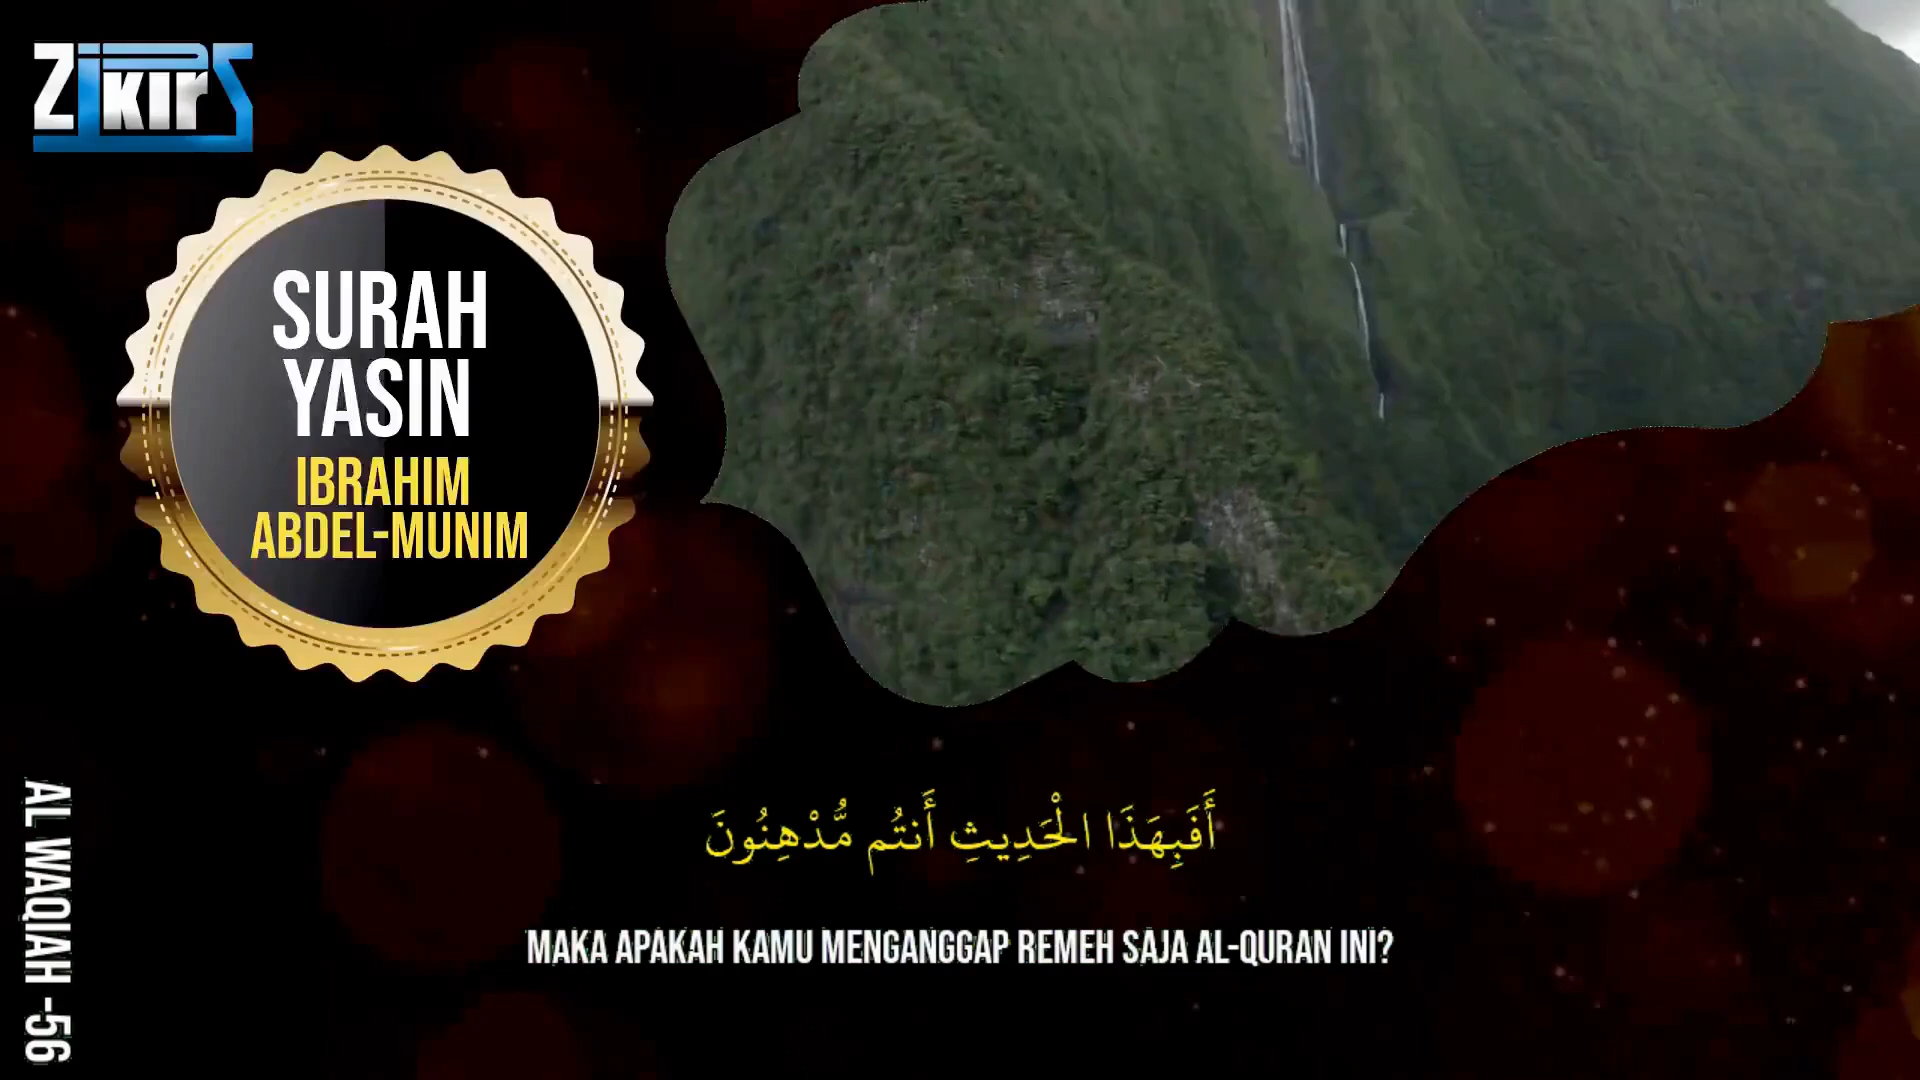 ZikirS
SURAH
YASIN
IBRAHIM
ABDEL-MUNIM
أَفَبِهَذَا الْحَدِيثِ أَنتُم مُّدْهِنُونَ
MAKA APAKAH KAMU MENGANGGAP REMEH SAJA AL-QURAN INI?
AL WAQIAH -56